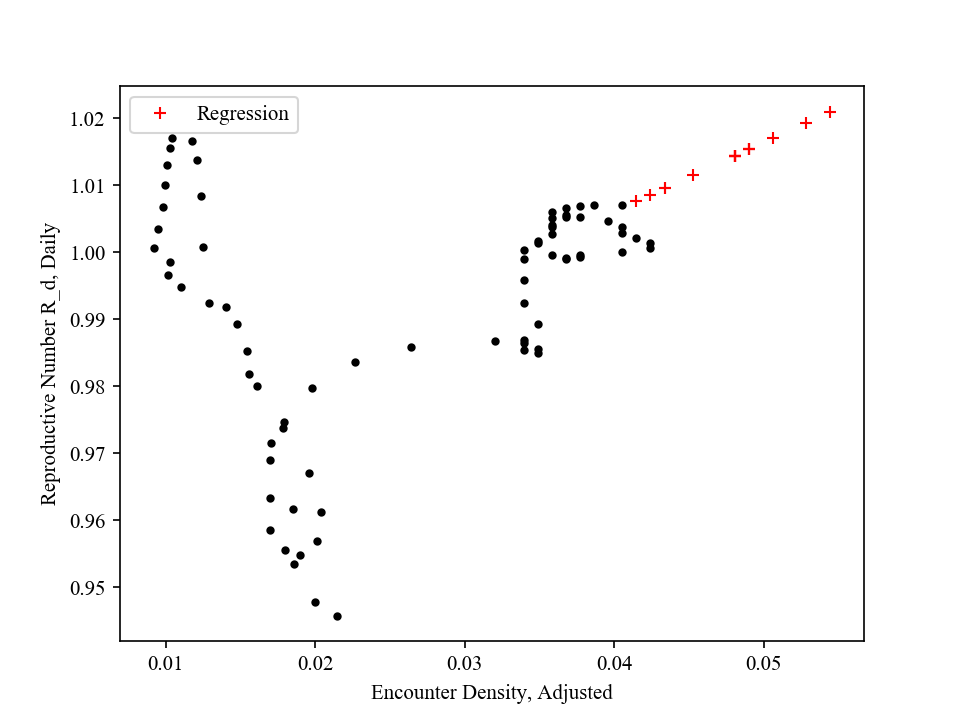 Regression
1.02
1.01
1.00
0.99
0.98
0.97
0.96
0.95
Reproductive Number R_d, Daily
0.01 0.02 0.03 0.04 0.05
Encounter Density, Adjusted